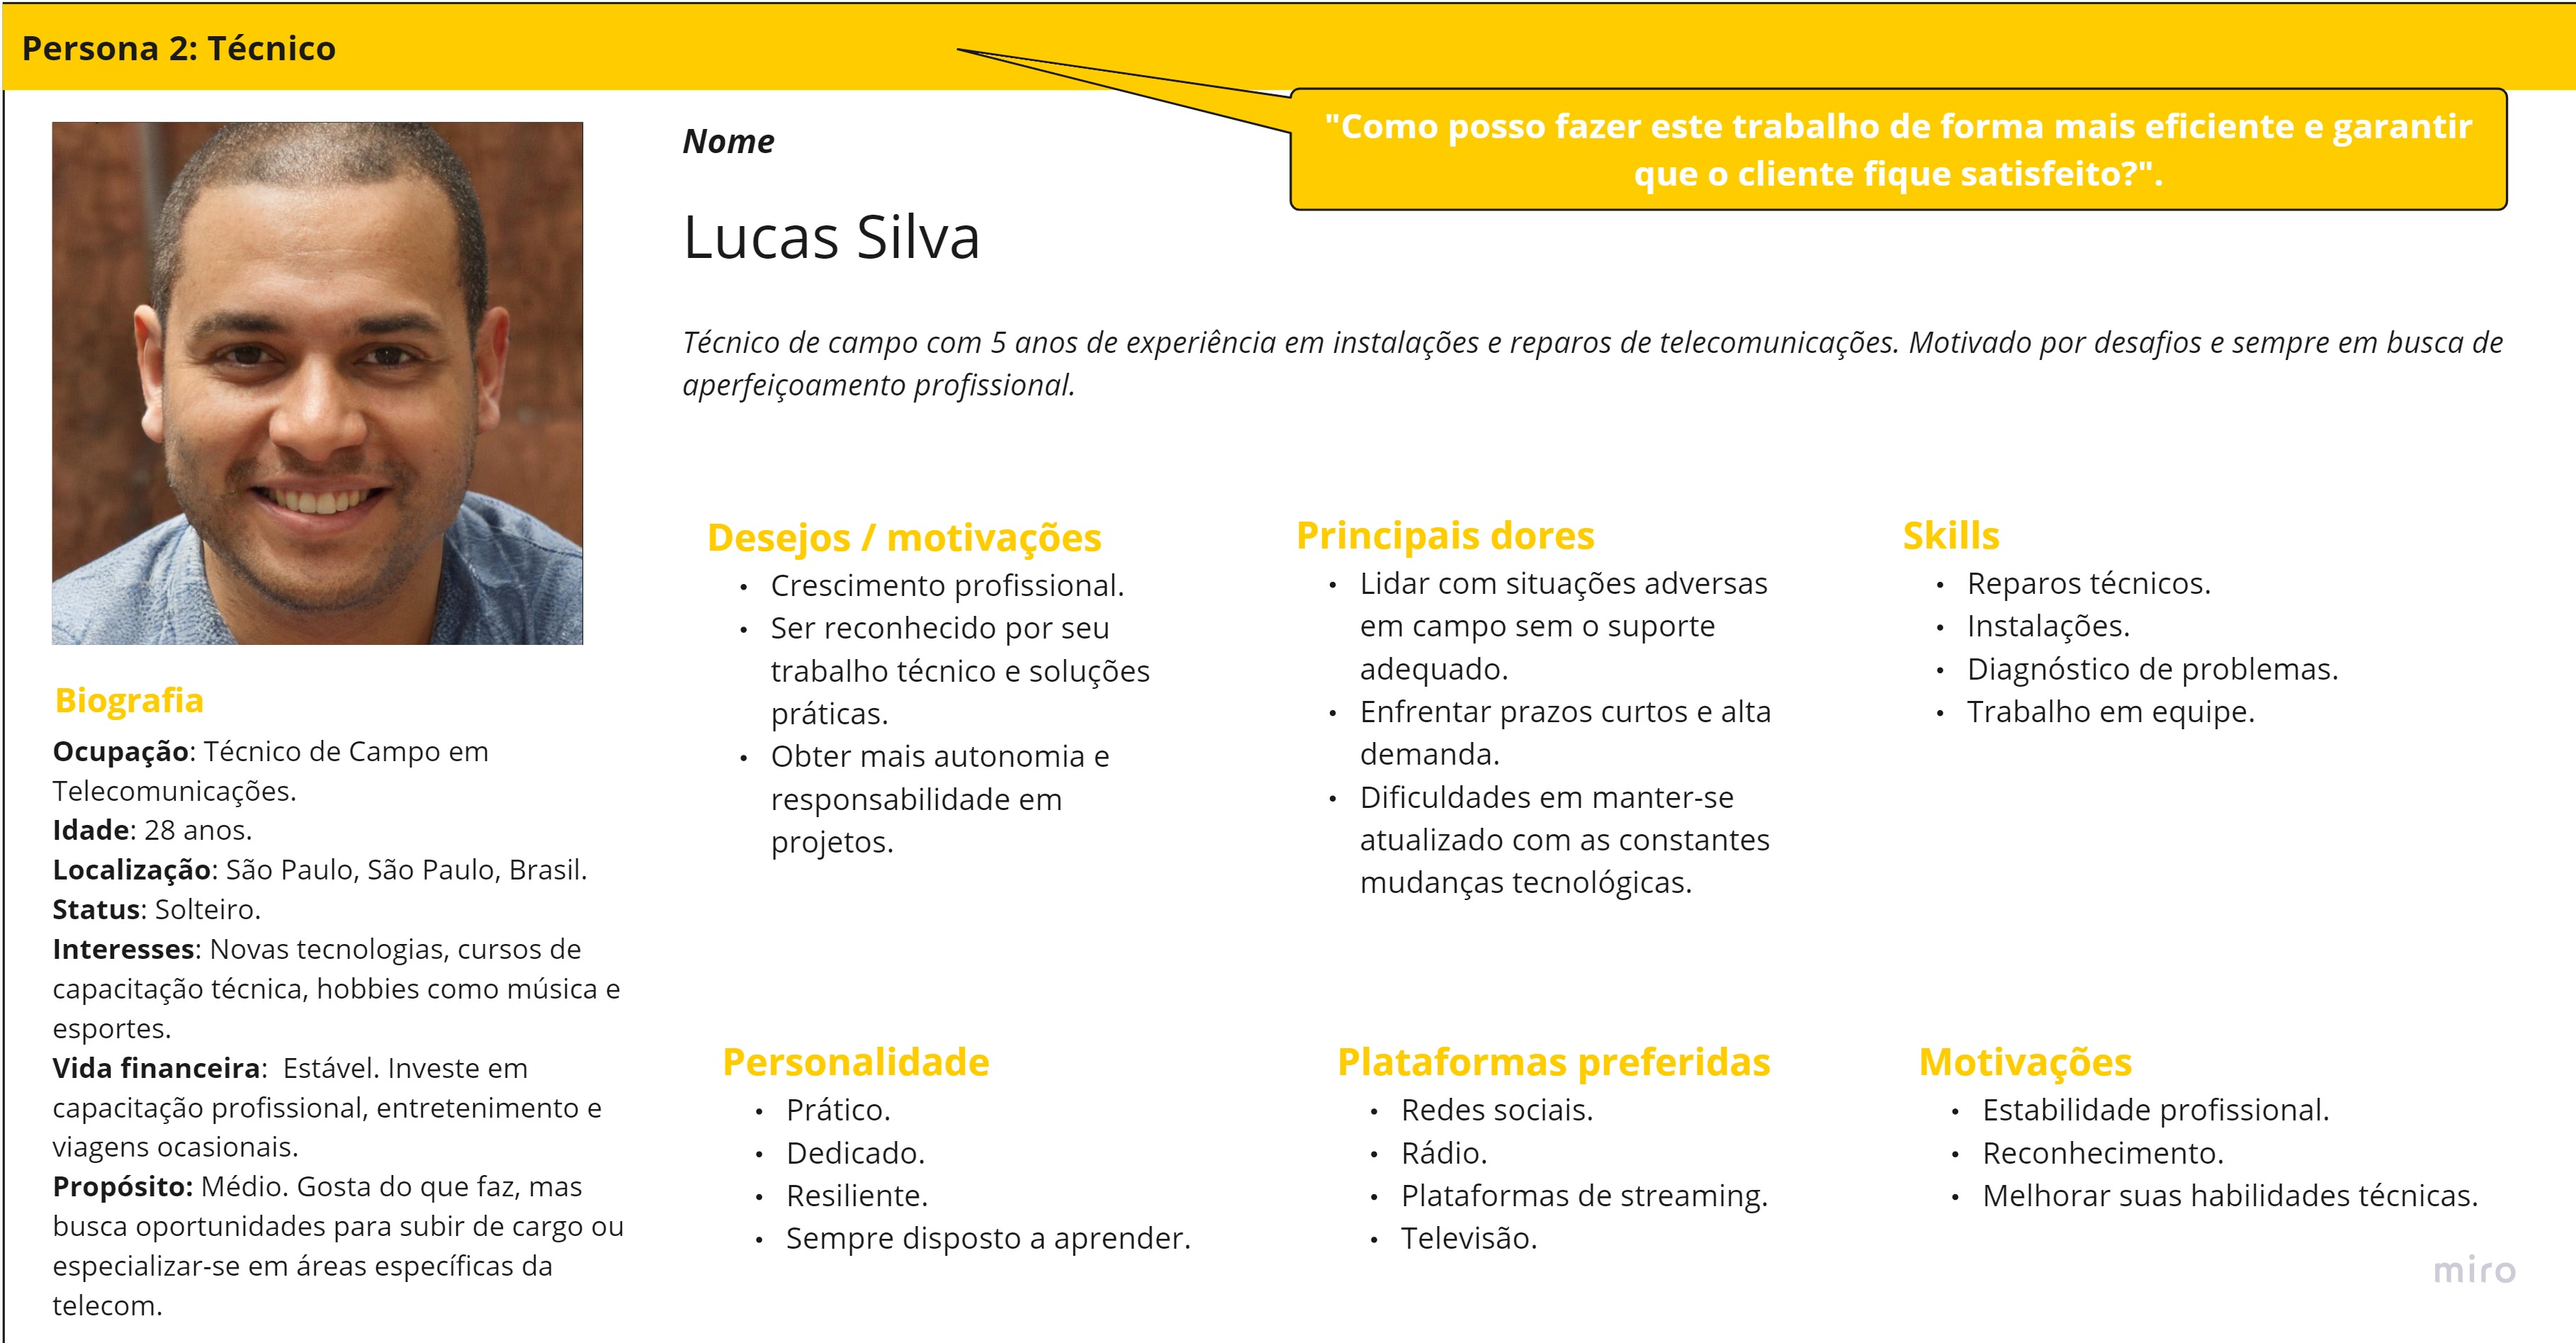 Persona 2: Técnico
"Como posso fazer este trabalho de forma mais eficiente e garantir
que o cliente fique satisfeito?".
Nome
Lucas Silva
Técnico de campo com 5 anos de experiência em instalações e reparos de telecomunicações. Motivado por desafios e sempre em busca de
aperfeiçoamento profissional.
Biografia
Ocupação: Técnico de Campo em
Telecomunicações.
Idade: 28 anos.
Localização: São Paulo, São Paulo, Brasil.
Status: Solteiro.
Interesses: Novas tecnologias, cursos de
capacitação técnica, hobbies como música e
esportes.
Vida financeira:  Estável. Investe em
capacitação profissional, entretenimento e
viagens ocasionais.
Propósito: Médio. Gosta do que faz, mas
busca oportunidades para subir de cargo ou
especializar-se em áreas específicas da
telecom.
Desejos / motivações
• Crescimento profissional.
• Ser reconhecido por seu
trabalho técnico e soluções
práticas.
• Obter mais autonomia e
responsabilidade em
projetos.
Principais dores
• Lidar com situações adversas
em campo sem o suporte
adequado.
• Enfrentar prazos curtos e alta
demanda.
• Dificuldades em manter-se
atualizado com as constantes
mudanças tecnológicas.
Skills
• Reparos técnicos.
• Instalações.
• Diagnóstico de problemas.
• Trabalho em equipe.
Personalidade
• Prático.
• Dedicado.
• Resiliente.
• Sempre disposto a aprender.
Plataformas preferidas
• Redes sociais.
• Rádio.
• Plataformas de streaming.
• Televisão.
Motivações
• Estabilidade profissional.
• Reconhecimento.
• Melhorar suas habilidades técnicas.
miro